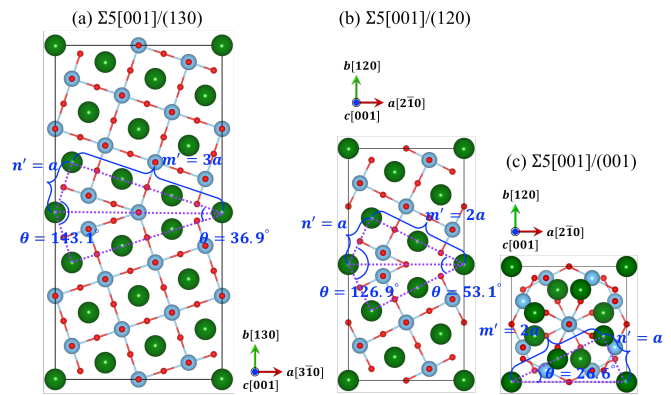 (a) Σ5[001]/(130)
n′ = a
m′ = 3a
θ = 143.1°
θ = 36.9°
b[130]
a[31̄0]
c[001]
(b) Σ5[001]/(120)
b[120]
a[21̄0]
c[001]
n′ = a
m′ = 2a
θ = 126.9°
θ = 53.1°
(c) Σ5[001]/(001)
b[120]
a[21̄0]
c[001]
m′ = 2a
n′ = a
θ = 26.6°